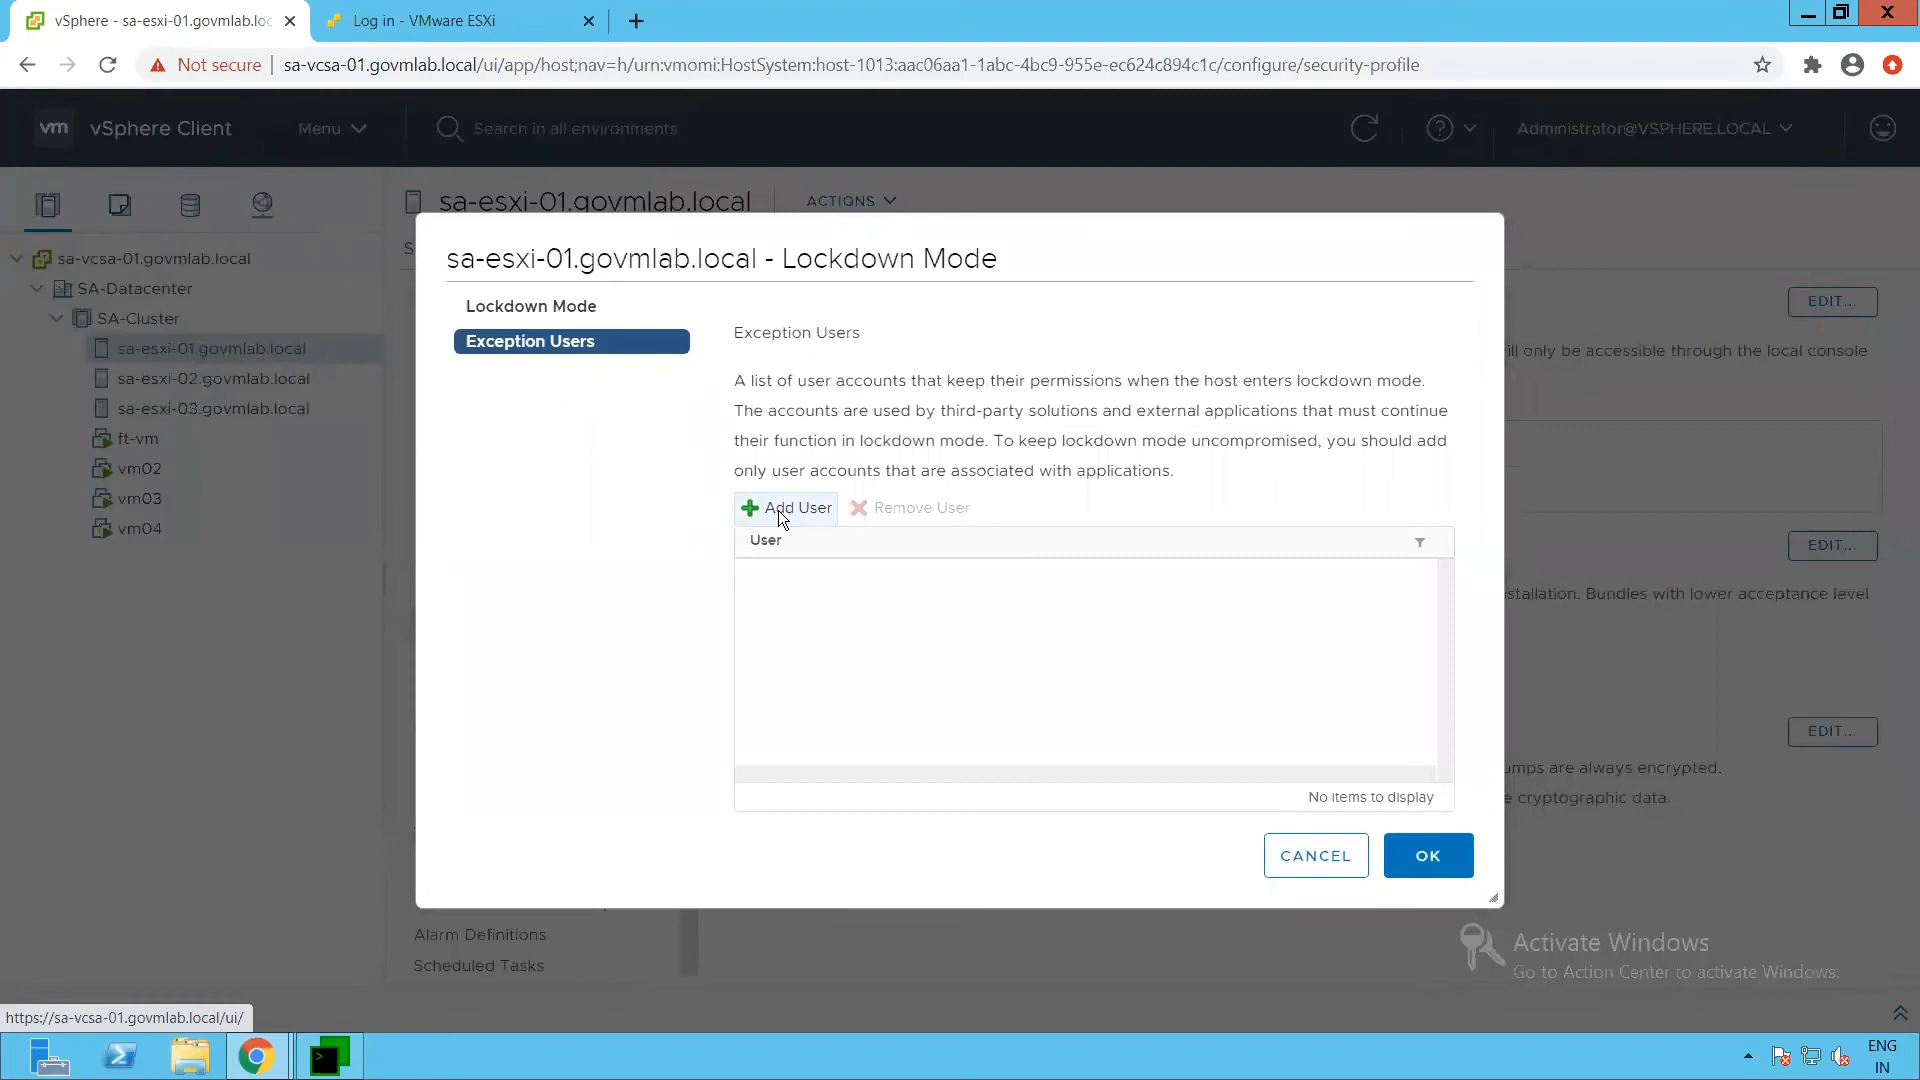 vSphere - sa-esxi-01.govmlab.loc
Log in - VMware ESXi
Not secure
sa-vcsa-01.govmlab.local/ui/app/host;nav=h/urn:vmomi:HostSystem:host-1013:aac06aa1-1abc-4bc9-955e-ec624c894c1c/configure/security-profile
vm vSphere Client
Menu
Search in all environments
Administrator@VSPHERE.LOCAL
sa-esxi-01.govmlab.local
ACTIONS
sa-vcsa-01.govmlab.local
SA-Datacenter
SA-Cluster
sa-esxi-01.govmlab.local
sa-esxi-02.govmlab.local
sa-esxi-03.govmlab.local
ft-vm
vm02
vm03
vm04
sa-esxi-01.govmlab.local - Lockdown Mode
Lockdown Mode
Exception Users
Exception Users
A list of user accounts that keep their permissions when the host enters lockdown mode.
The accounts are used by third-party solutions and external applications that must continue
their function in lockdown mode. To keep lockdown mode uncompromised, you should add
only user accounts that are associated with applications.
Add User
Remove User
User
No items to display
CANCEL
OK
EDIT...
ll only be accessible through the local console
EDIT...
stallation. Bundles with lower acceptance level
EDIT...
umps are always encrypted.
e cryptographic data.
Alarm Definitions
Scheduled Tasks
Activate Windows
Go to Action Center to activate Windows.
https://sa-vcsa-01.govmlab.local/ui/
ENG
IN